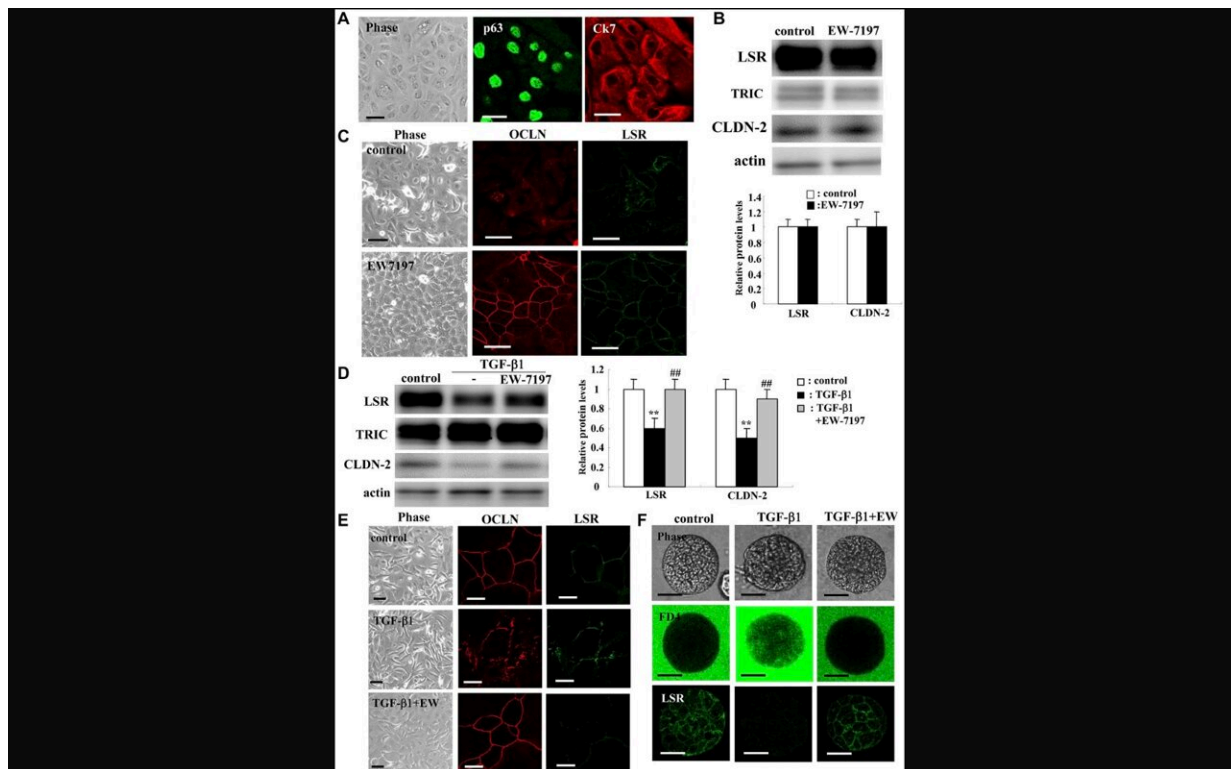 A
Phase
p63
Ck7
B
control EW-7197
LSR
TRIC
CLDN-2
actin
: control
:EW-7197
Relative protein levels
1.4
1.2
1
0.8
0.6
0.4
0.2
0
LSR CLDN-2
C
Phase OCLN LSR
control
EW7197
D
TGF-β1
control - EW-7197
LSR
TRIC
CLDN-2
actin
Relative protein levels
1.2
1
0.8
0.6
0.4
0.2
0
** ##
** ##
LSR CLDN-2
: control
: TGF-β1
: TGF-β1
+EW-7197
E
Phase OCLN LSR
control
TGF-β1
TGF-β1+EW
F
control TGF-β1 TGF-β1+EW
Phase
FD4
LSR